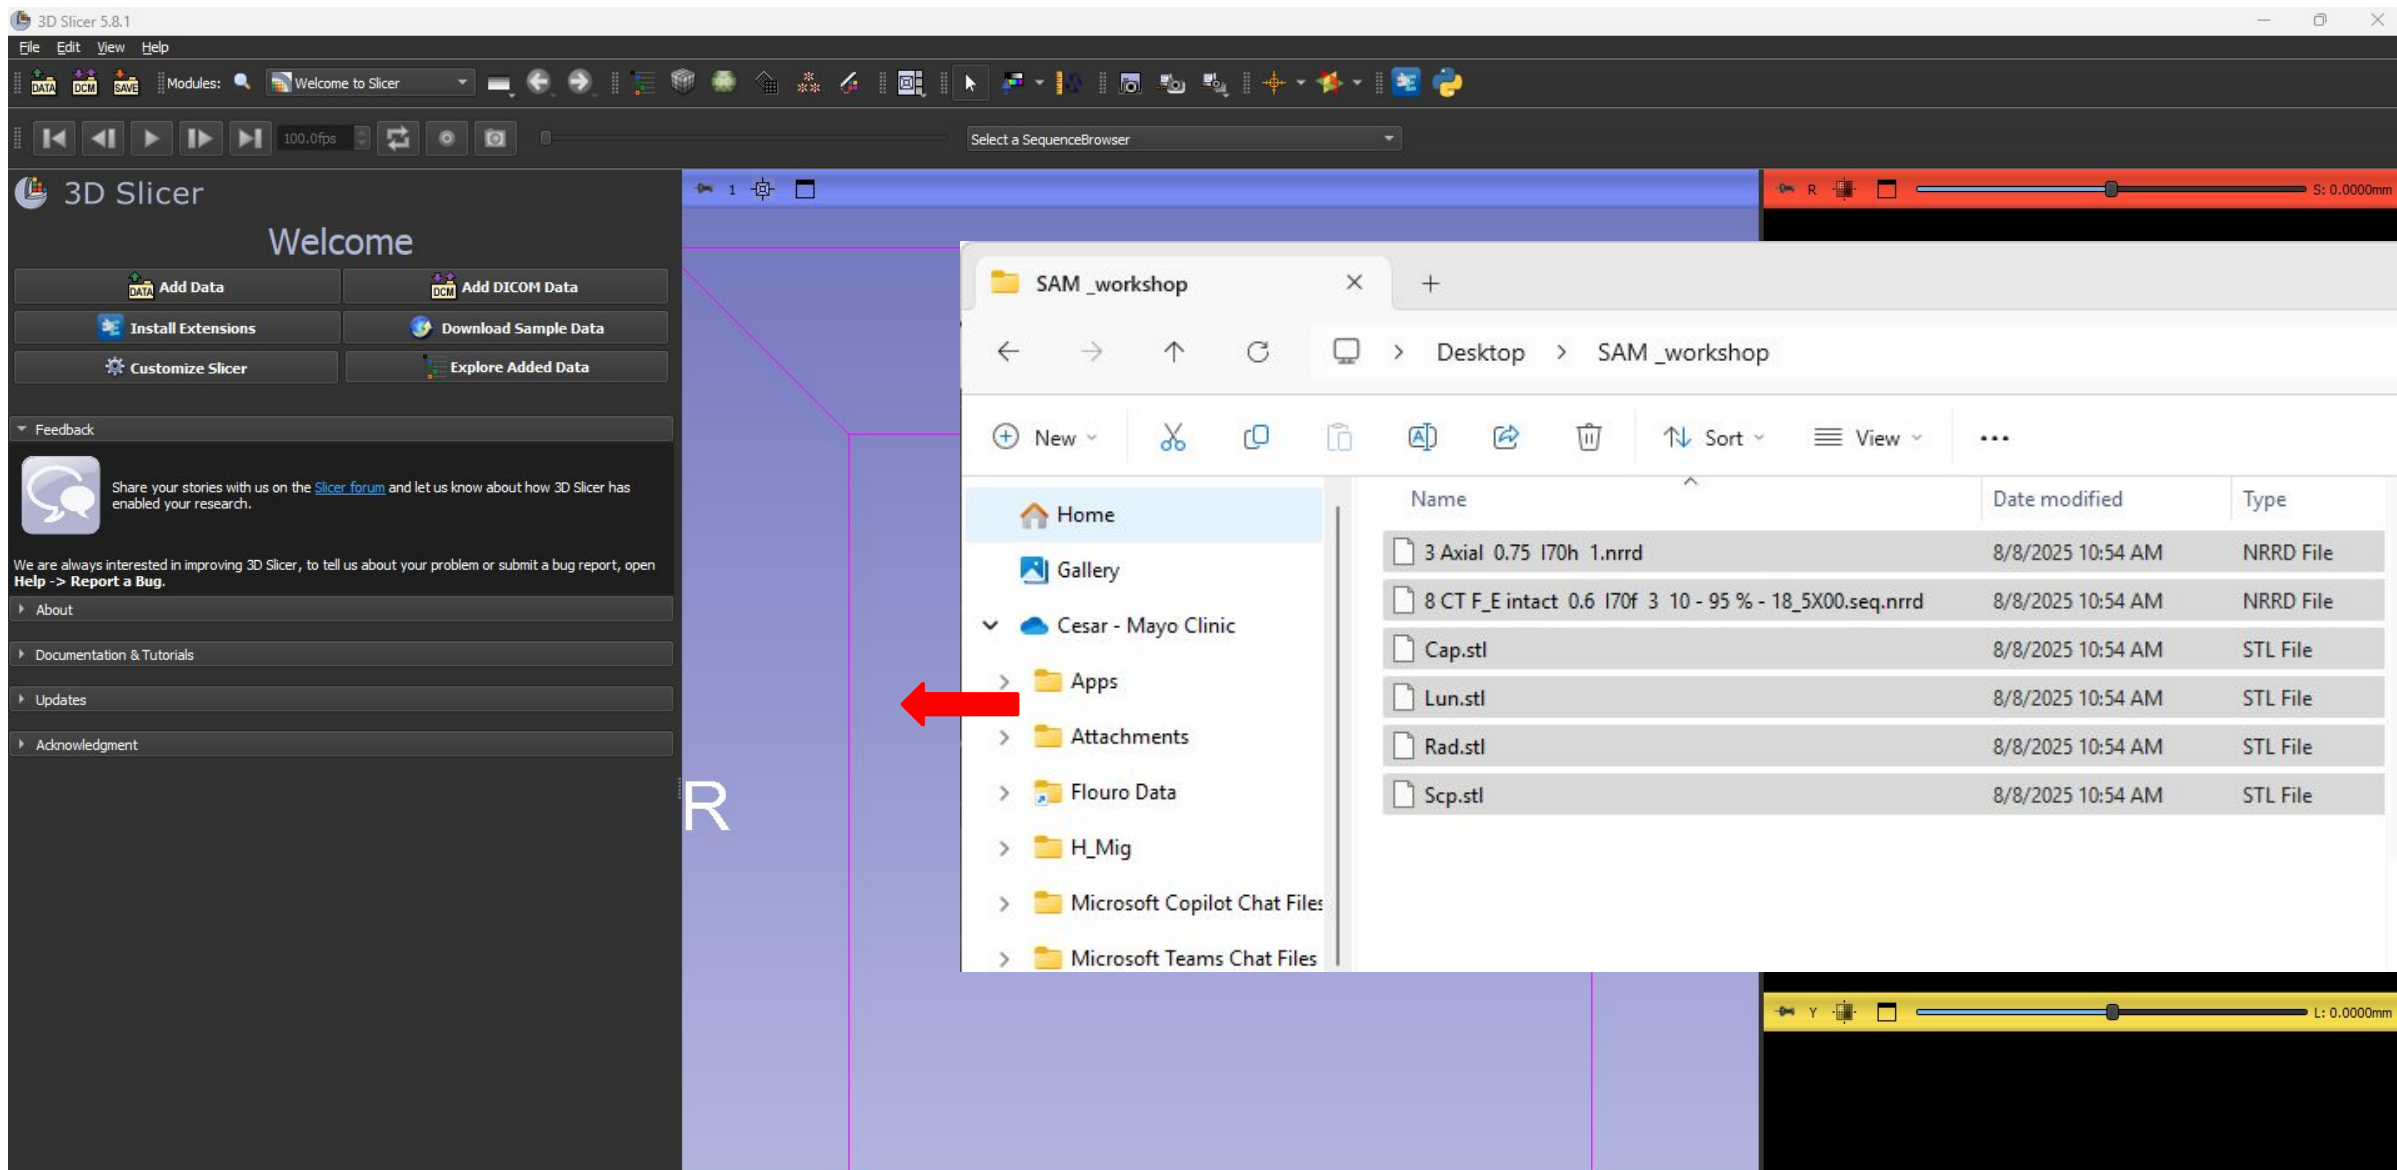 3D Slicer 5.8.1
File Edit View Help
DATA DCM SAVE Modules: Welcome to Slicer
100.0fps Select a SequenceBrowser
3D Slicer
Welcome
DATA Add Data
DCM Add DICOM Data
Install Extensions
Download Sample Data
Customize Slicer
Explore Added Data
Feedback
Share your stories with us on the Slicer forum and let us know about how 3D Slicer has
enabled your research.
We are always interested in improving 3D Slicer, to tell us about your problem or submit a bug report, open
Help -> Report a Bug.
About
Documentation & Tutorials
Updates
Acknowledgment
1
R
R S: 0.0000mm
SAM _workshop
Desktop > SAM _workshop
New Sort View
Home
Gallery
Cesar - Mayo Clinic
Apps
Attachments
Flouro Data
H_Mig
Microsoft Copilot Chat Files
Microsoft Teams Chat Files
Name Date modified Type
3 Axial 0.75 I70h 1.nrrd 8/8/2025 10:54 AM NRRD File
8 CT F_E intact 0.6 I70f 3 10 - 95 % - 18_5X00.seq.nrrd 8/8/2025 10:54 AM NRRD File
Cap.stl 8/8/2025 10:54 AM STL File
Lun.stl 8/8/2025 10:54 AM STL File
Rad.stl 8/8/2025 10:54 AM STL File
Scp.stl 8/8/2025 10:54 AM STL File
Y L: 0.0000mm